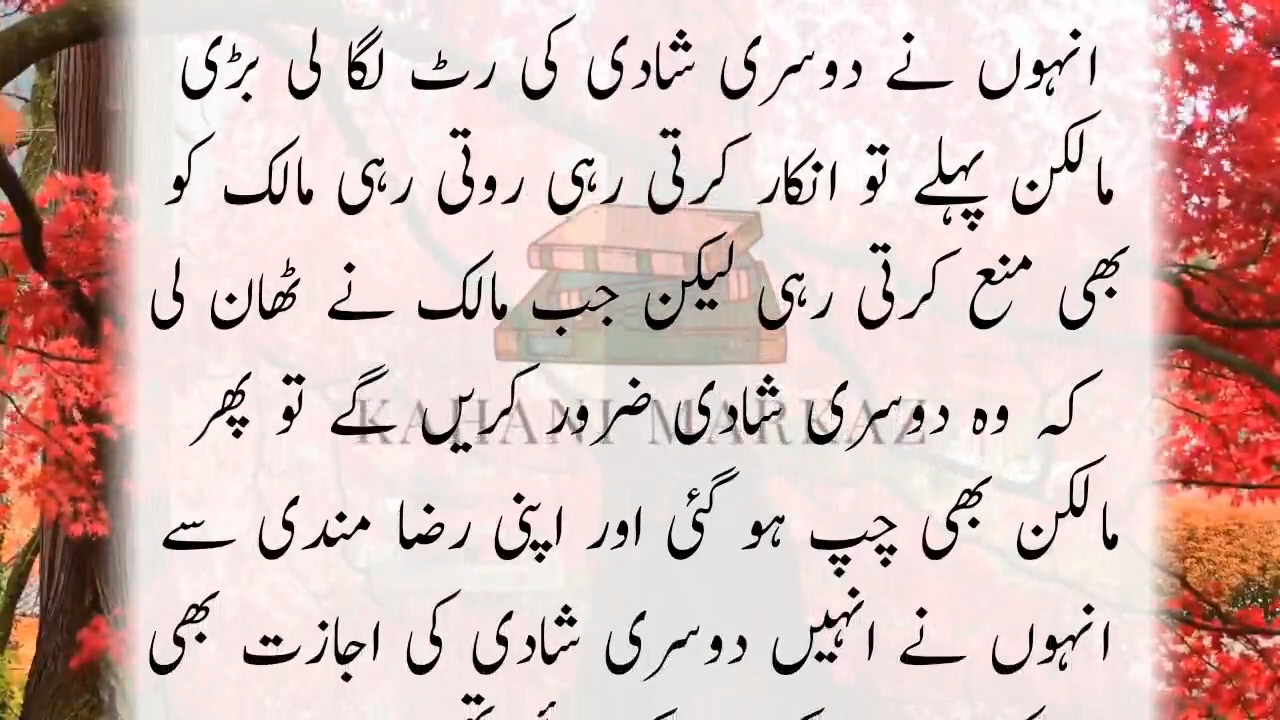 انہوں نے دوسری شادی کی رٹ لگا لی بڑی
مالکن پہلے تو انکار کرتی رہی روتی رہی مالک کو
بھی منع کرتی رہی لیکن جب مالک نے ٹھان لی
کہ وہ دوسری شادی ضرور کریں گے تو پھر
KAHANI MARKAZ
مالکن بھی چپ ہو گئی اور اپنی رضا مندی سے
انہوں نے انہیں دوسری شادی کی اجازت بھی